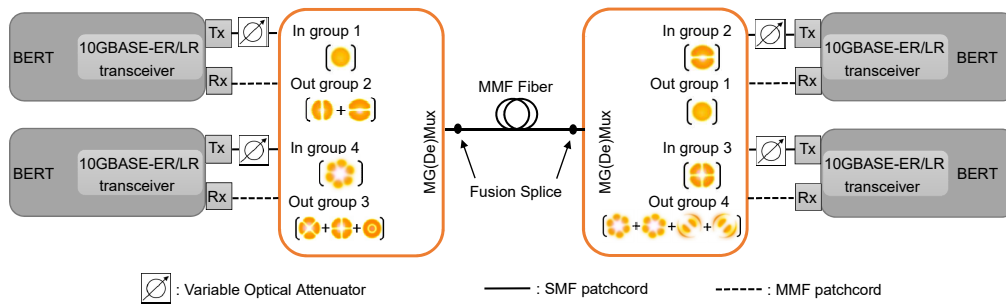 BERT
10GBASE-ER/LR
transceiver
Tx
Rx
In group 1
Out group 2
+
BERT
10GBASE-ER/LR
transceiver
Tx
Rx
In group 4
Out group 3
+ +
MG(De)Mux
MMF Fiber
Fusion Splice
MG(De)Mux
In group 2
Out group 1
Tx
Rx
10GBASE-ER/LR
transceiver
BERT
In group 3
Out group 4
+ + +
Tx
Rx
10GBASE-ER/LR
transceiver
BERT
: Variable Optical Attenuator
: SMF patchcord
: MMF patchcord